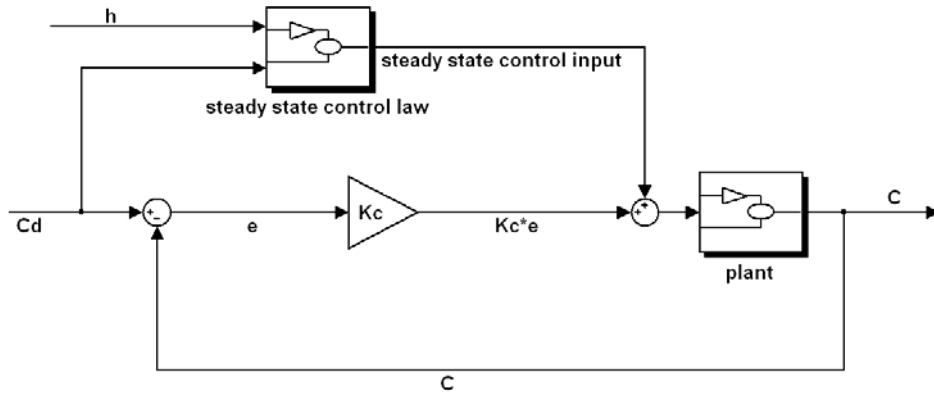 h
steady state control input
steady state control law
Cd
+
-
e
Kc
Kc*e
+
+
plant
C
C